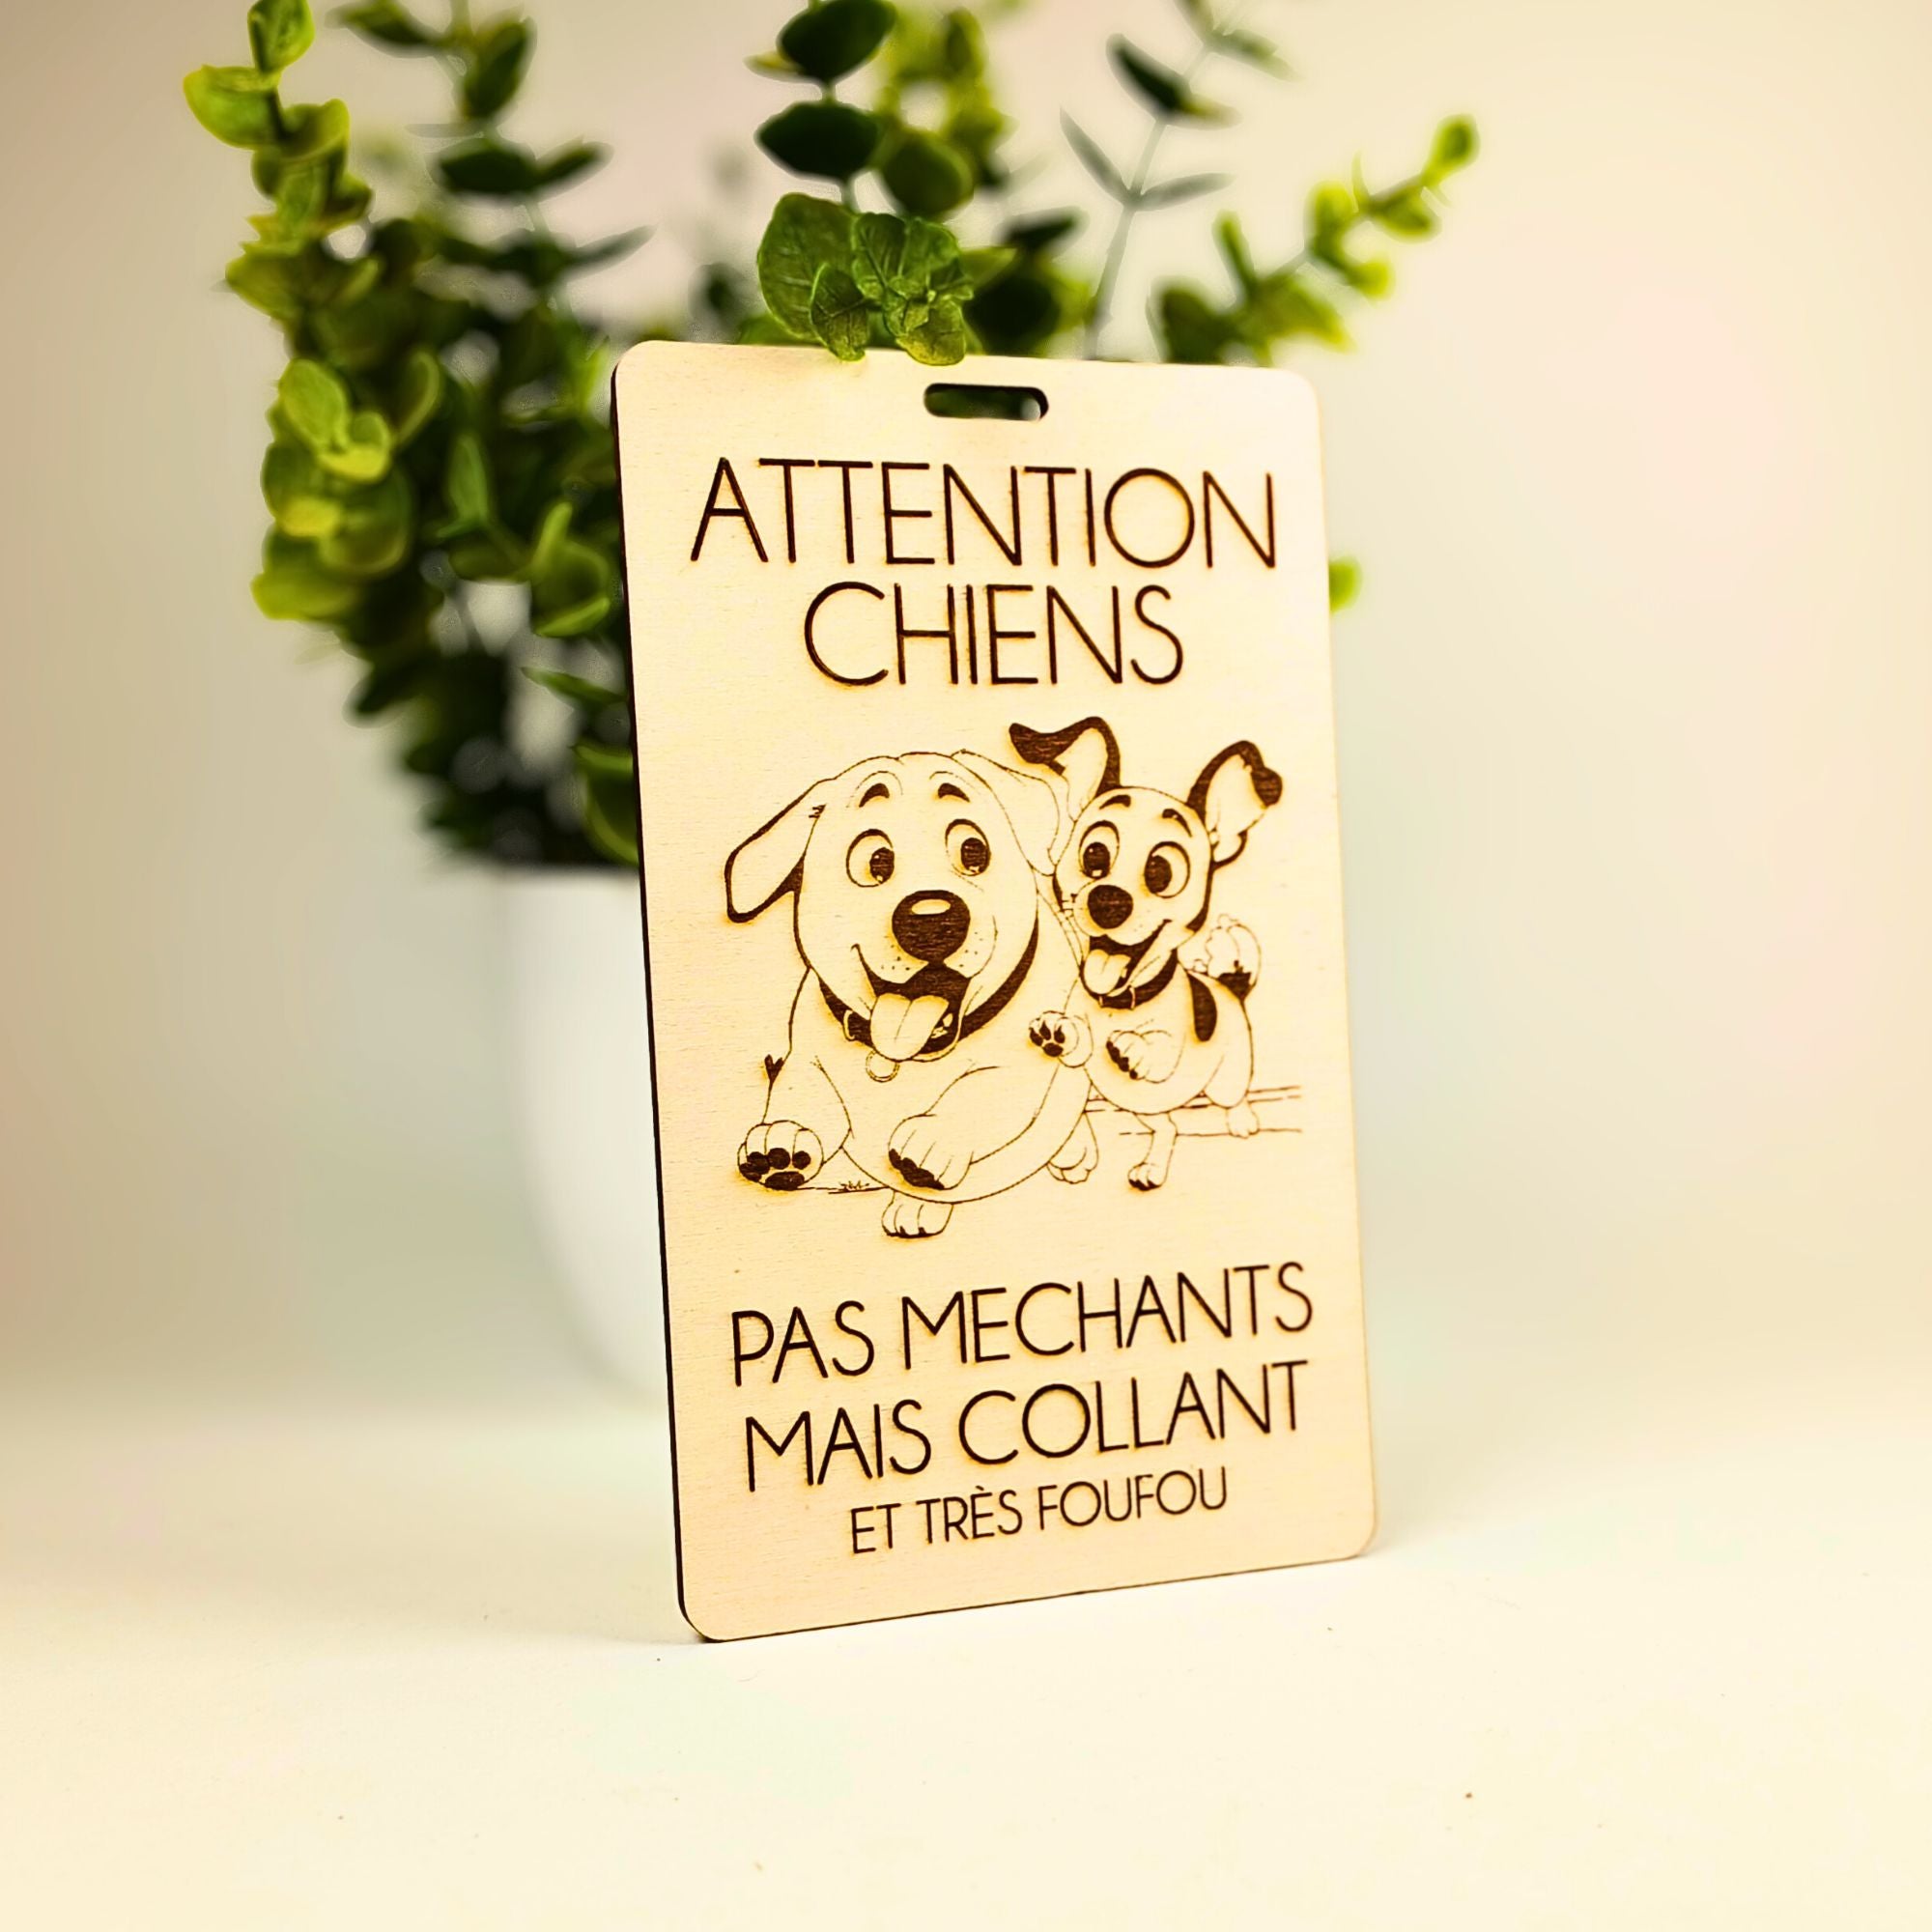 ATTENTION
CHIENS
PAS MECHANTS
MAIS COLLANT
ET TRÈS FOUFOU